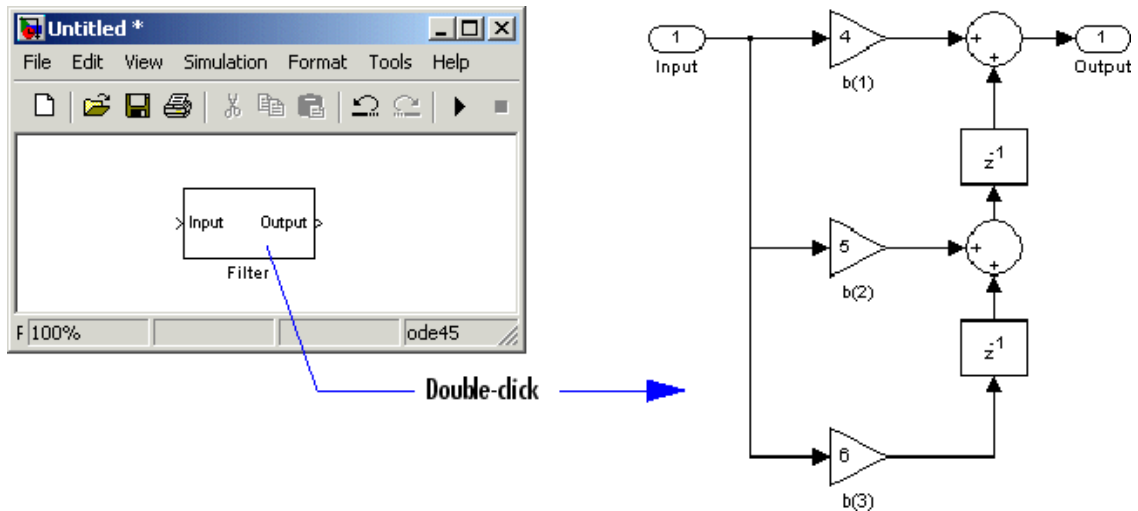 Untitled *
File Edit View Simulation Format Tools Help
Input Output
Filter
F 100% ode45
Double-click
1
Input
4
b(1)
1
Output
+
+
z-1
5
b(2)
+
+
z-1
6
b(3)